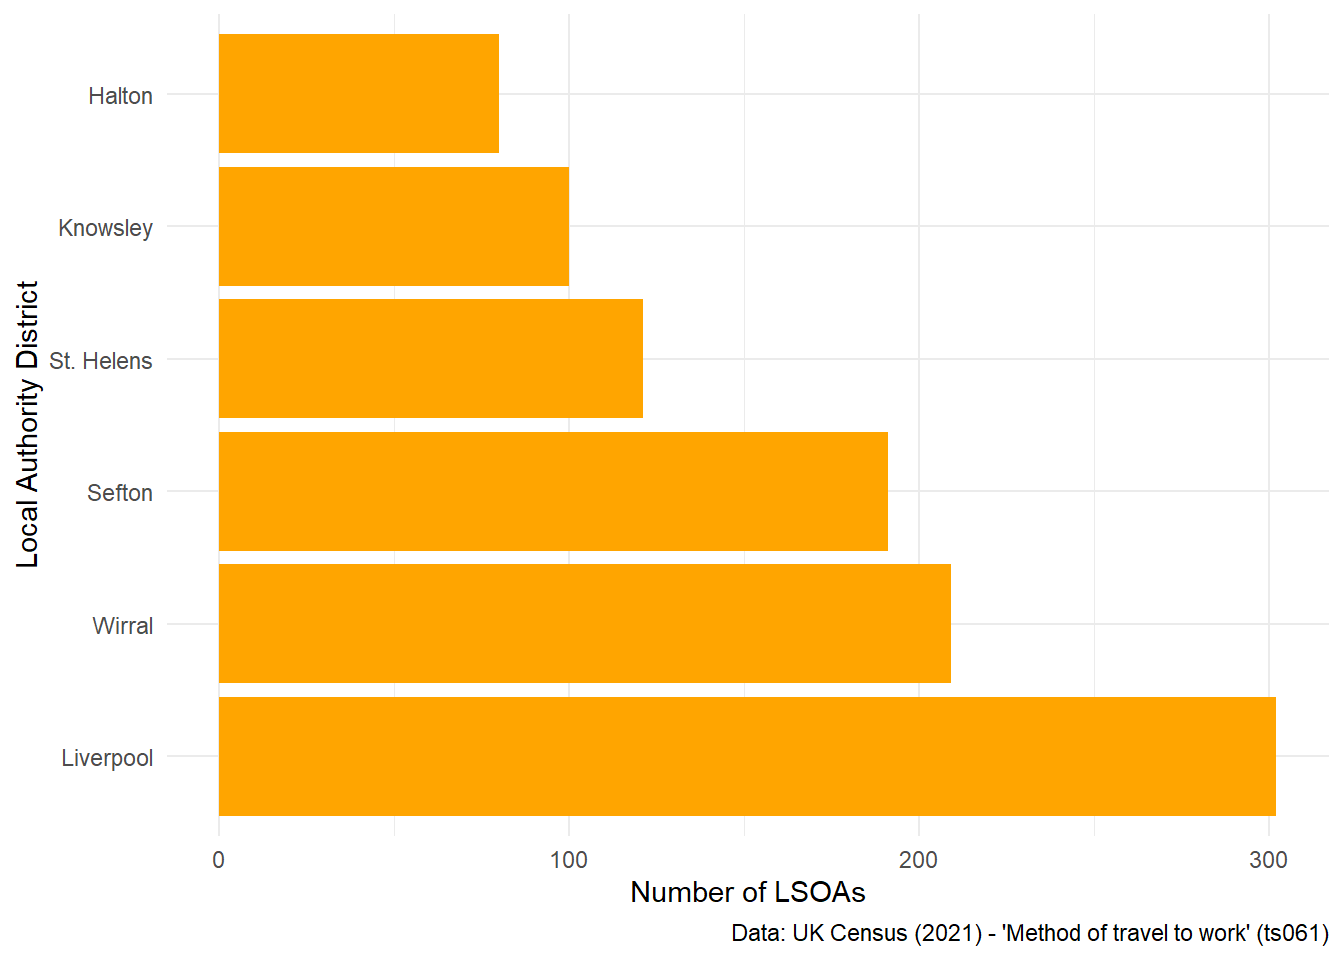 Local Authority District
Halton
Knowsley
St. Helens
Sefton
Wirral
Liverpool
0 100 200 300
Number of LSOAs
Data: UK Census (2021) - 'Method of travel to work' (ts061)